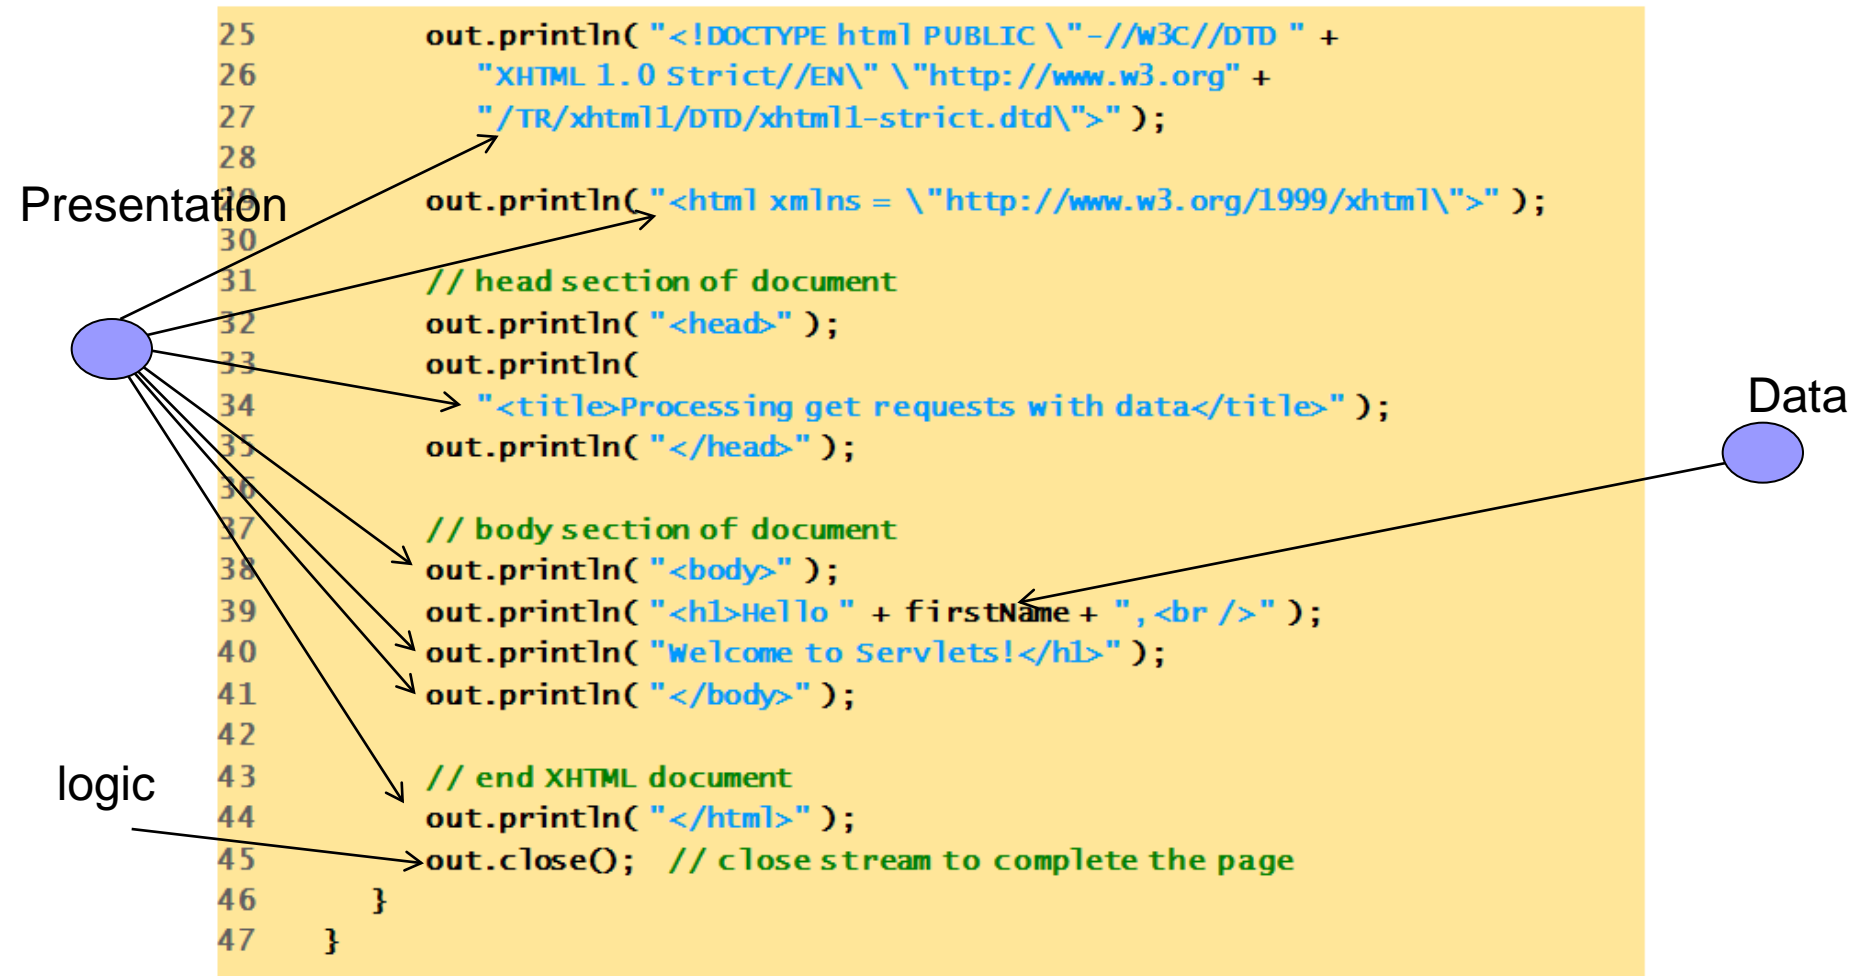 25 out.println( "<!DOCTYPE html PUBLIC \"-//W3C//DTD " +
26 "XHTML 1.0 Strict//EN\" \"http://www.w3.org" +
27 "/TR/xhtml1/DTD/xhtml1-strict.dtd\">" );
28
Presentation
29 out.println( "<html xmlns = \"http://www.w3.org/1999/xhtml\">" );
30
31 // head section of document
32 out.println( "<head>" );
33 out.println(
34 "<title>Processing get requests with data</title>" );
Data
35 out.println( "</head>" );
36
37 // body section of document
38 out.println( "<body>" );
39 out.println( "<h1>Hello " + firstName + ",<br />" );
40 out.println( "Welcome to Servlets!</h1>" );
41 out.println( "</body>" );
42
logic
43 // end XHTML document
44 out.println( "</html>" );
45 out.close(); // close stream to complete the page
46 }
47 }